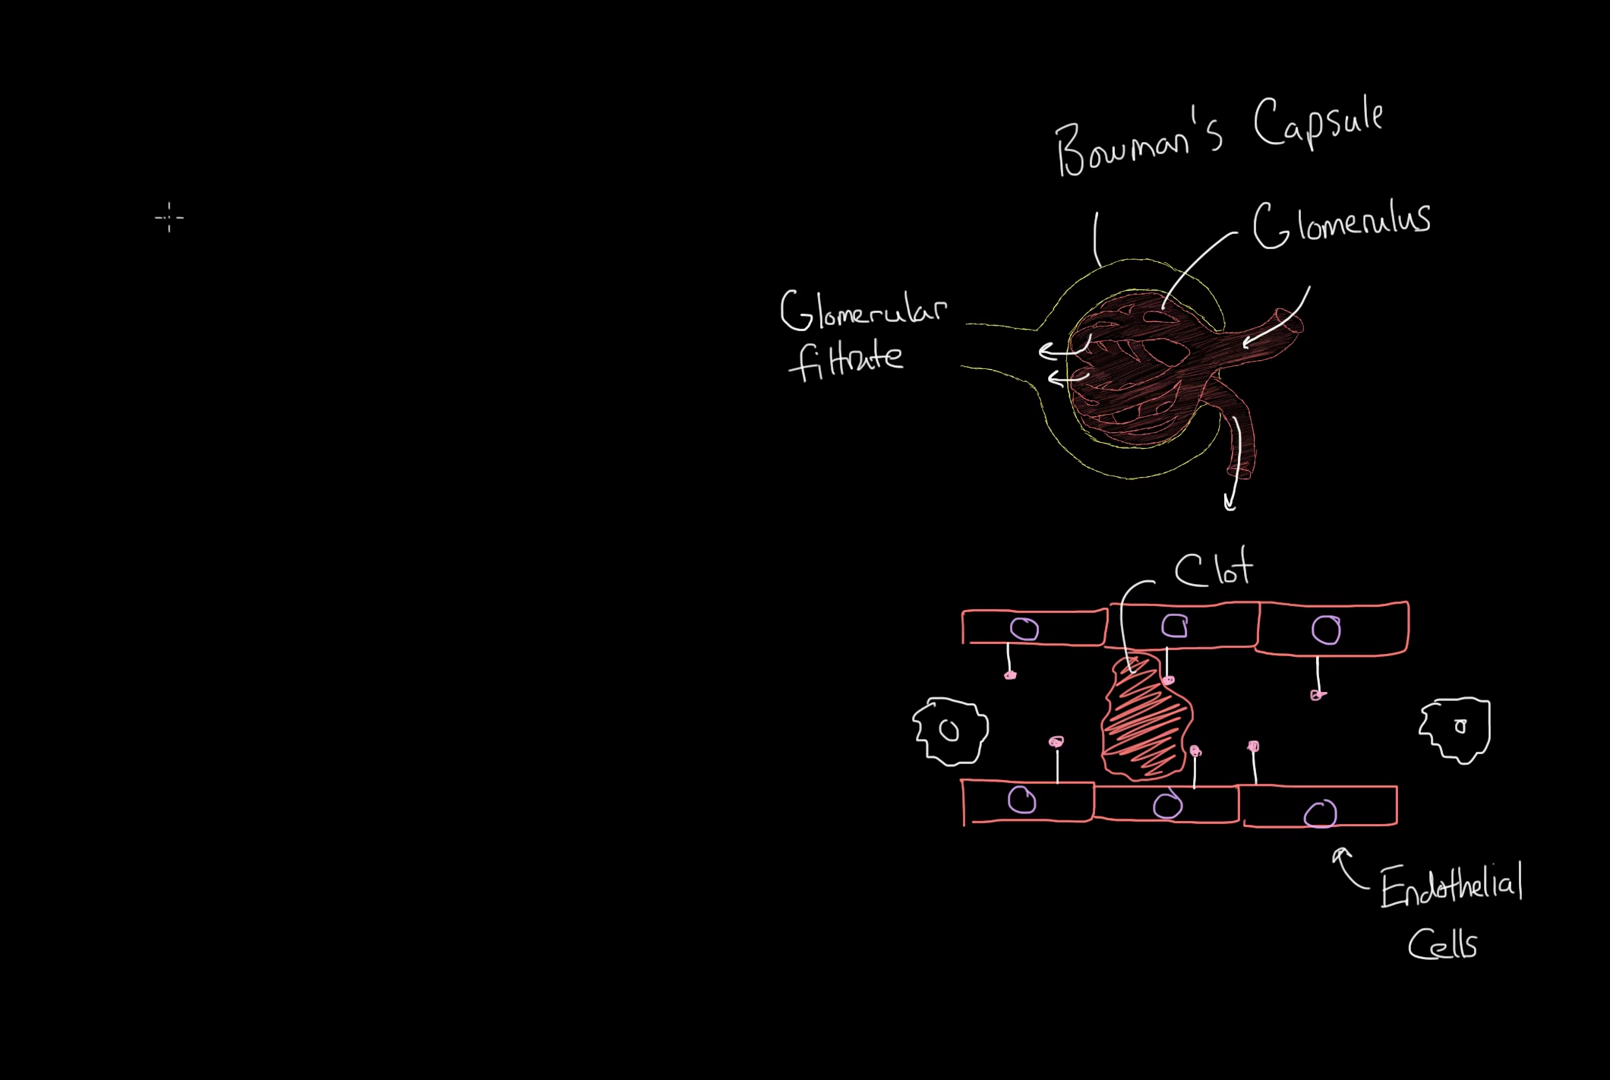 Bowman's Capsule
Glomerulus
Glomerular
filtrate
Clot
Endothelial
Cells